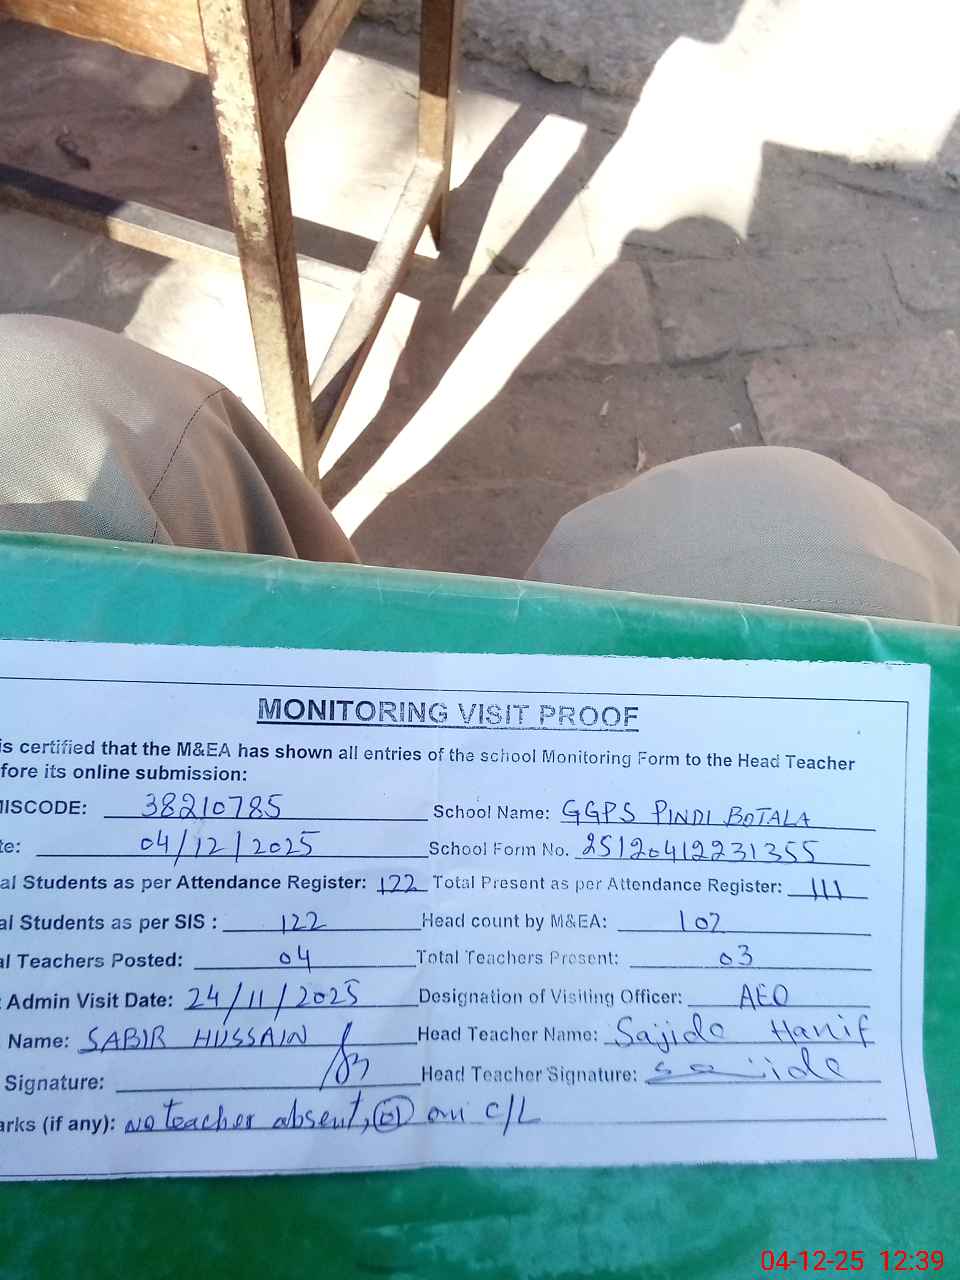 MONITORING VISIT PROOF
is certified that the M&EA has shown all entries of the school Monitoring Form to the Head Teacher
fore its online submission:
MISCODE: 38210785 School Name: GGPS PINDI BOTALA
te: 04/12/2025 School Form No. 25120412231355
al Students as per Attendance Register: 122 Total Present as per Attendance Register: 111
al Students as per SIS : 122 Head count by M&EA: 107
al Teachers Posted: 04 Total Teachers Present: 03
Admin Visit Date: 24/11/2025 Designation of Visiting Officer: AEO
Name: SABIR HUSSAIN Head Teacher Name: Sajida Hanif
Signature: Head Teacher Signature: sajida
arks (if any): no teacher absent, 01 on C/L
04-12-25 12:39